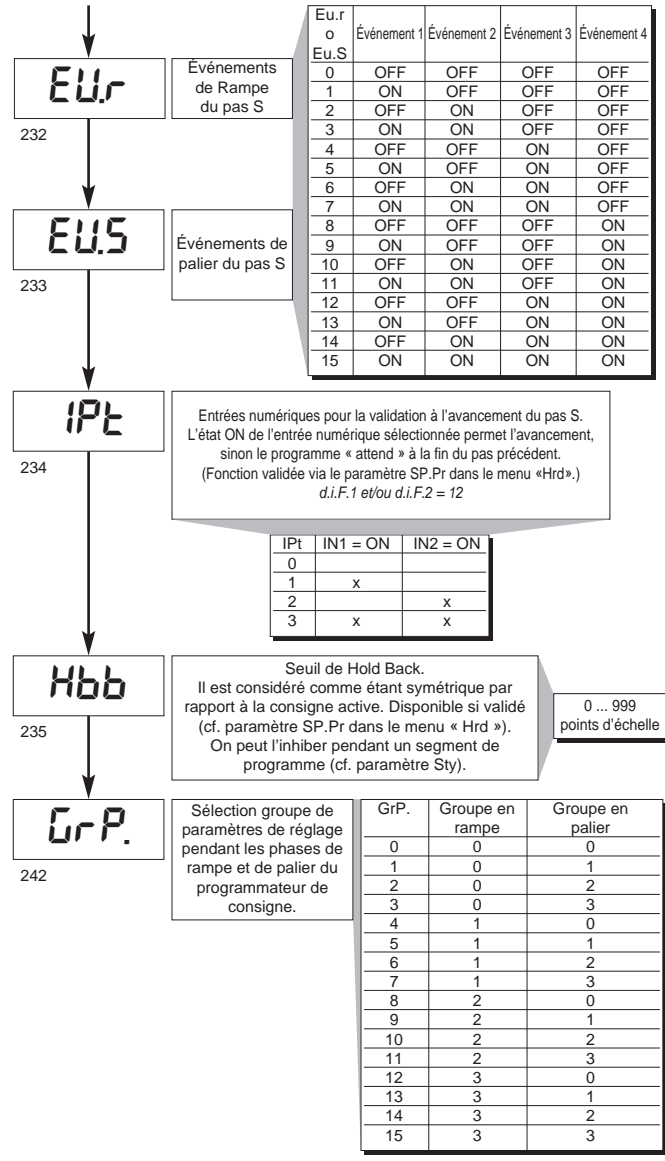 EU.r
232
Événements
de Rampe
du pas S
EU.S
233
Événements de
palier du pas S
Eu.r
o
Eu.S
Événement 1 Événement 2 Événement 3 Événement 4
0 OFF OFF OFF OFF
1 ON OFF OFF OFF
2 OFF ON OFF OFF
3 ON ON OFF OFF
4 OFF OFF ON OFF
5 ON OFF ON OFF
6 OFF ON ON OFF
7 ON ON ON OFF
8 OFF OFF OFF ON
9 ON OFF OFF ON
10 OFF ON OFF ON
11 ON ON OFF ON
12 OFF OFF ON ON
13 ON OFF ON ON
14 OFF ON ON ON
15 ON ON ON ON
IPt
234
Entrées numériques pour la validation à l’avancement du pas S.
L’état ON de l’entrée numérique sélectionnée permet l’avancement,
sinon le programme « attend » à la fin du pas précédent.
(Fonction validée via le paramètre SP.Pr dans le menu «Hrd».)
d.i.F.1 et/ou d.i.F.2 = 12
IPt IN1 = ON IN2 = ON
0
1 x
2 x
3 x x
Hbb
235
Seuil de Hold Back.
Il est considéré comme étant symétrique par
rapport à la consigne active. Disponible si validé
(cf. paramètre SP.Pr dans le menu « Hrd »).
On peut l’inhiber pendant un segment de
programme (cf. paramètre Sty).
0 ... 999
points d’échelle
GrP.
242
Sélection groupe de
paramètres de réglage
pendant les phases de
rampe et de palier du
programmateur de
consigne.
GrP. Groupe en Groupe en
rampe palier
0 0 0
1 0 1
2 0 2
3 0 3
4 1 0
5 1 1
6 1 2
7 1 3
8 2 0
9 2 1
10 2 2
11 2 3
12 3 0
13 3 1
14 3 2
15 3 3